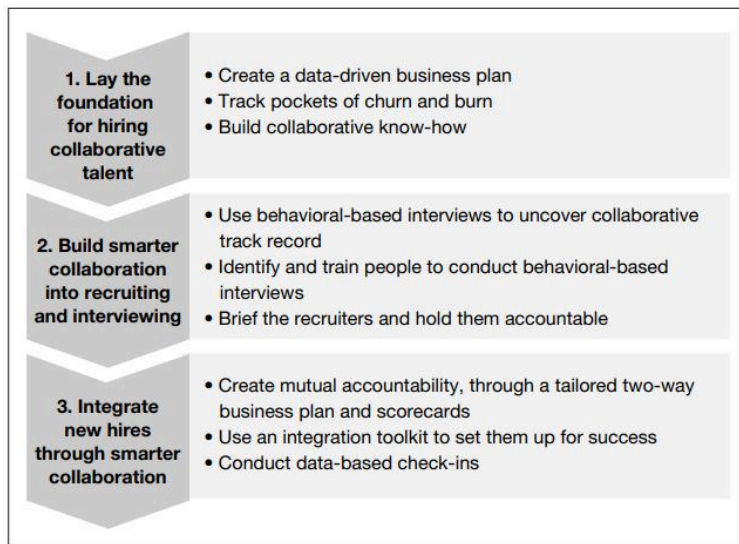 1. Lay the
foundation
for hiring
collaborative
talent
• Create a data-driven business plan
• Track pockets of churn and burn
• Build collaborative know-how
2. Build smarter
collaboration
into recruiting
and interviewing
• Use behavioral-based interviews to uncover collaborative
track record
• Identify and train people to conduct behavioral-based
interviews
• Brief the recruiters and hold them accountable
3. Integrate
new hires
through smarter
collaboration
• Create mutual accountability, through a tailored two-way
business plan and scorecards
• Use an integration toolkit to set them up for success
• Conduct data-based check-ins